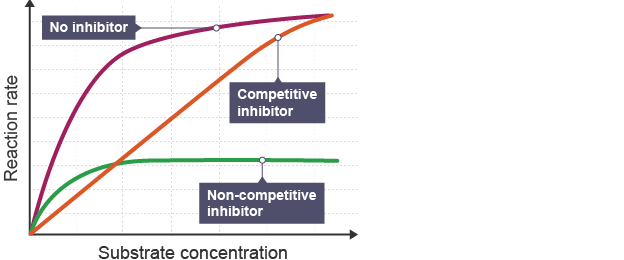 No inhibitor
Competitive
inhibitor
Non-competitive
inhibitor
Reaction rate
Substrate concentration